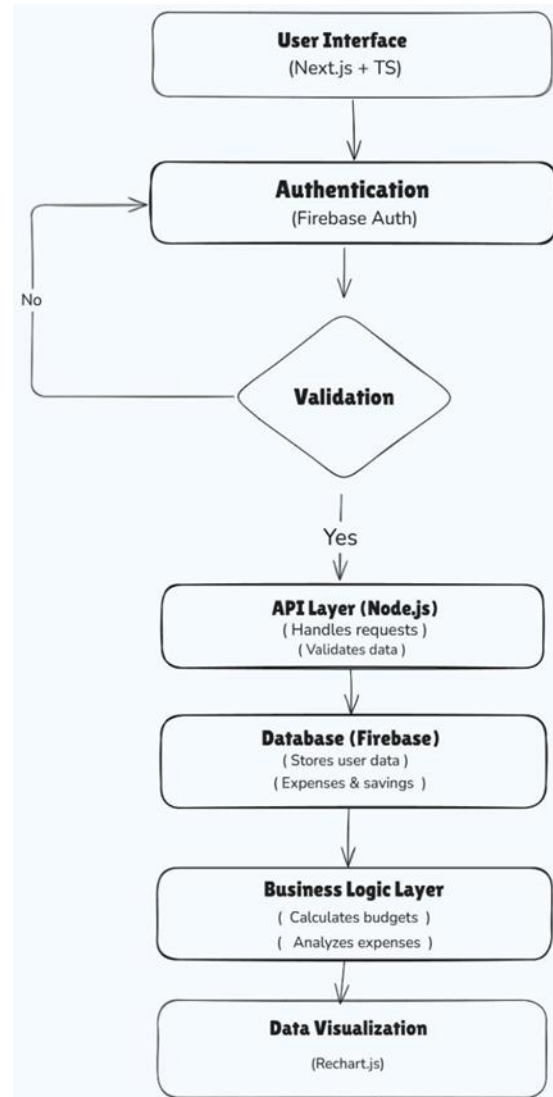 User Interface
(Next.js + TS)
Authentication
(Firebase Auth)
No
Validation
Yes
API Layer (Node.js)
( Handles requests )
( Validates data )
Database (Firebase)
( Stores user data )
( Expenses & savings )
Business Logic Layer
( Calculates budgets )
( Analyzes expenses )
Data Visualization
(Rechart.js)